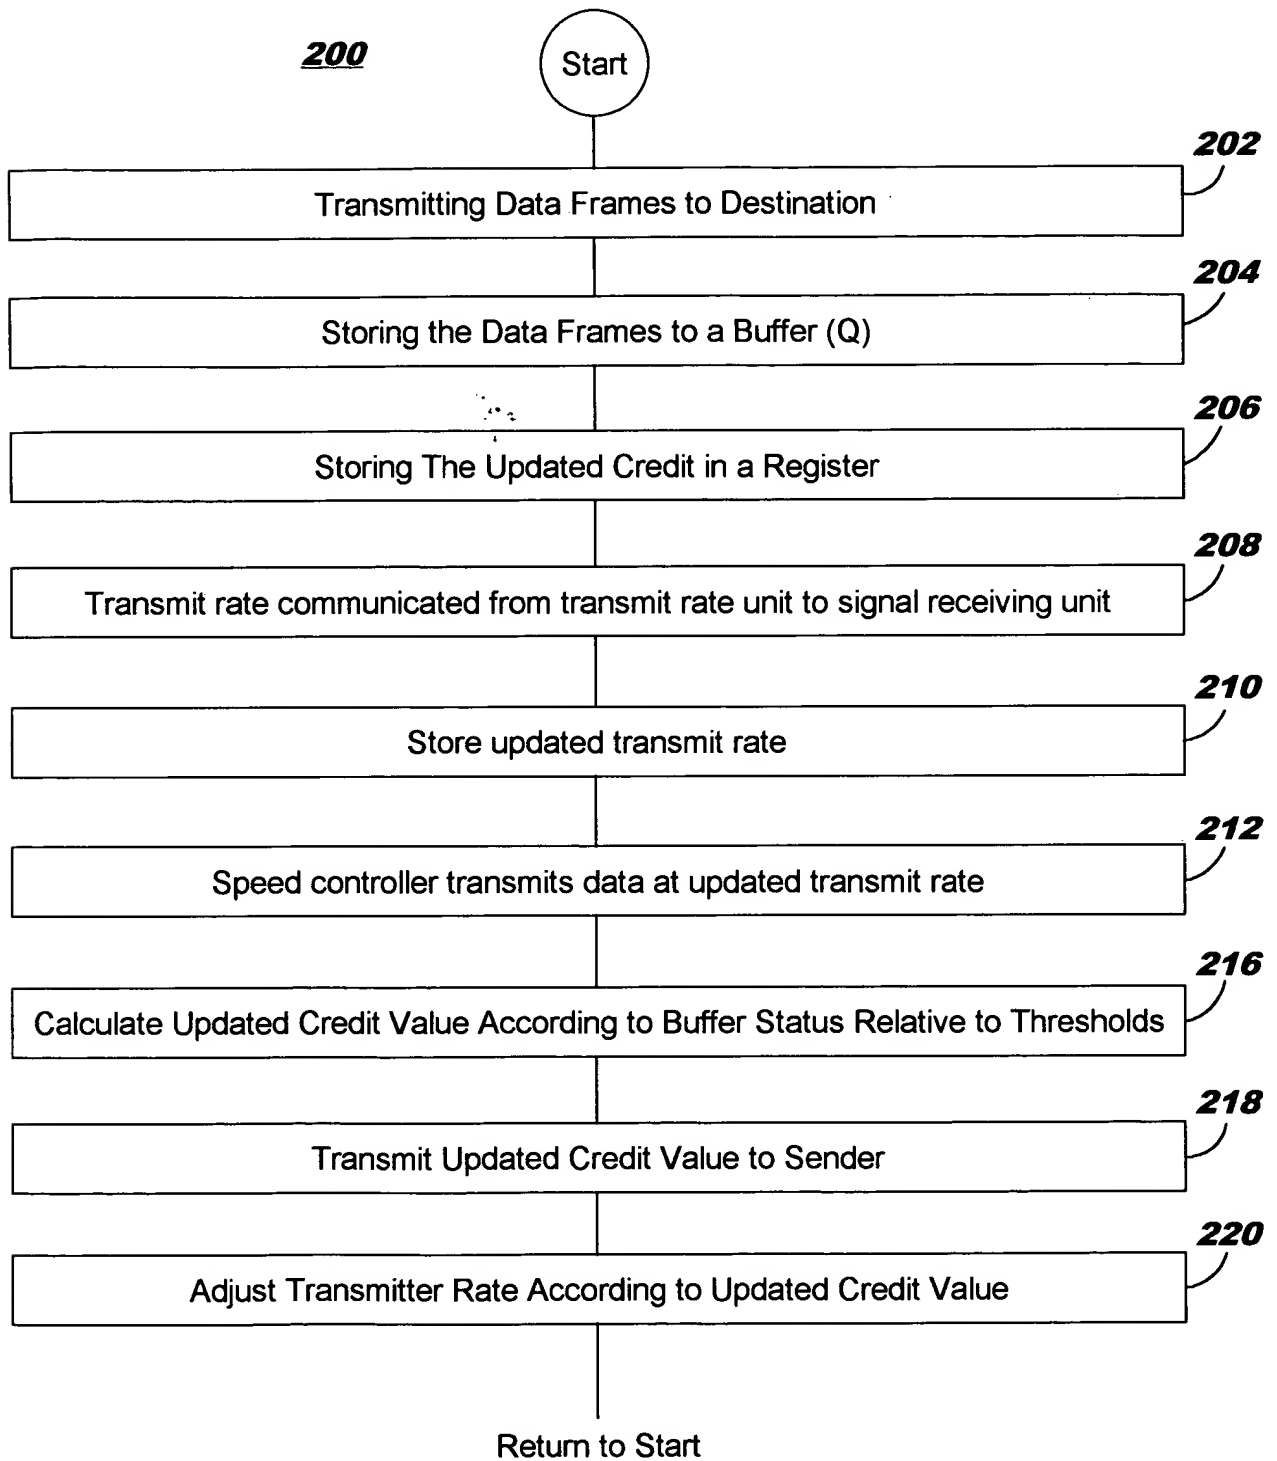 200
Start
202
Transmitting Data Frames to Destination
204
Storing the Data Frames to a Buffer (Q)
206
Storing The Updated Credit in a Register
208
Transmit rate communicated from transmit rate unit to signal receiving unit
210
Store updated transmit rate
212
Speed controller transmits data at updated transmit rate
216
Calculate Updated Credit Value According to Buffer Status Relative to Thresholds
218
Transmit Updated Credit Value to Sender
220
Adjust Transmitter Rate According to Updated Credit Value
Return to Start